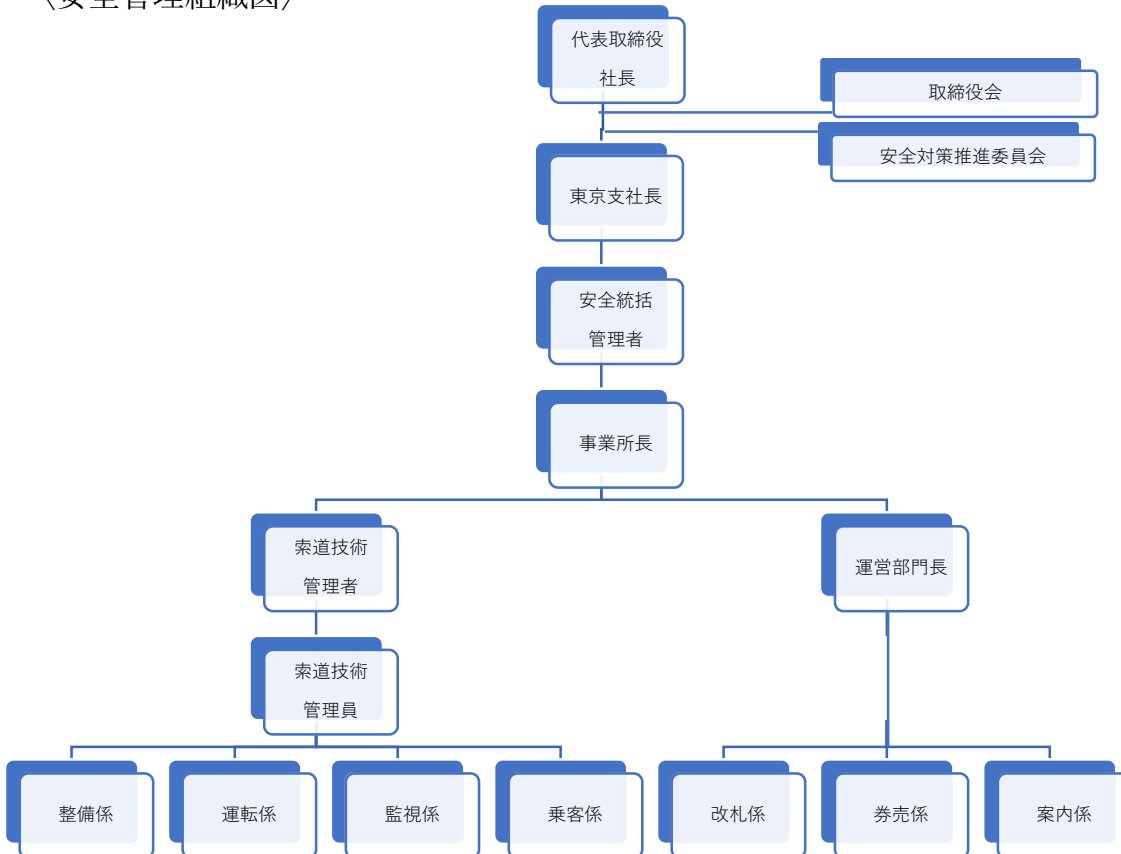 〈安全管理組織図〉
代表取締役
社長
取締役会
安全対策推進委員会
東京支社長
安全統括
管理者
事業所長
索道技術
管理者
運営部門長
索道技術
管理員
整備係
運転係
監視係
乗客係
改札係
券売係
案内係